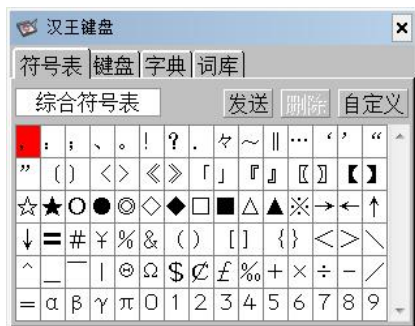 汉王键盘
符号表 键盘 字典 词库
综合符号表 发送 删除 自定义
， ： ； 、 。 ！ ？ . 々 ～ ‖ … ‘ ’ “
” （ ） 〈 〉 《 》 「 」 『 』 〖 〗 【 】
☆ ★ ○ ● ◎ ◇ ◆ □ ■ △ ▲ ※ → ← ↑
↓ 〓 # ￥ % & ( ) [ ] { } < > \
^ _ ￣ | ⊙ Ω $ ₡ £ ‰ + × ÷ － /
= α β γ π 0 1 2 3 4 5 6 7 8 9